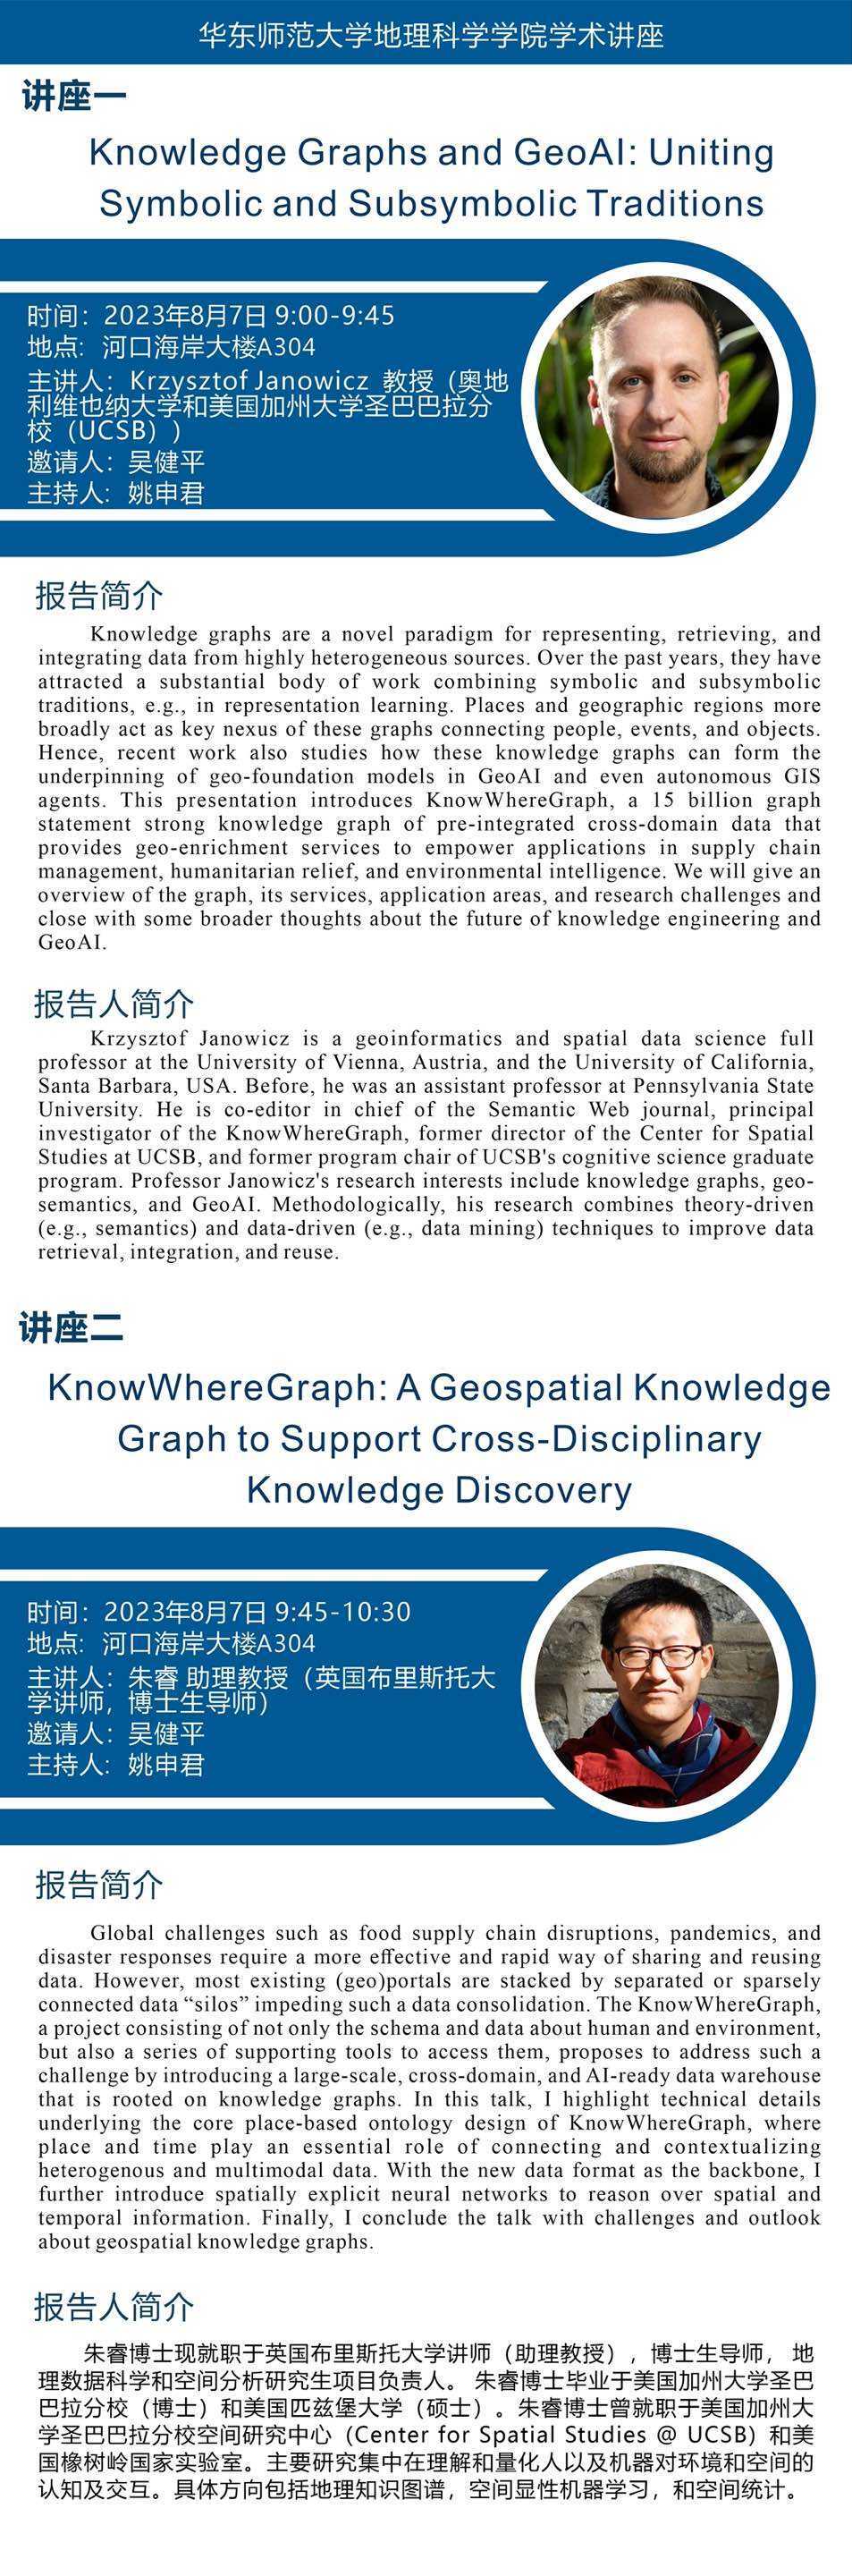 华东师范大学地理科学学院学术讲座
讲座一
Knowledge Graphs and GeoAI: Uniting
Symbolic and Subsymbolic Traditions
时间：2023年8月7日 9:00-9:45
地点：河口海岸大楼A304
主讲人：Krzysztof Janowicz 教授（奥地
利维也纳大学和美国加州大学圣巴巴拉分
校（UCSB））
邀请人：吴健平
主持人：姚申君
报告简介
Knowledge graphs are a novel paradigm for representing, retrieving, and
integrating data from highly heterogeneous sources. Over the past years, they have
attracted a substantial body of work combining symbolic and subsymbolic
traditions, e.g., in representation learning. Places and geographic regions more
broadly act as key nexus of these graphs connecting people, events, and objects.
Hence, recent work also studies how these knowledge graphs can form the
underpinning of geo-foundation models in GeoAI and even autonomous GIS
agents. This presentation introduces KnowWhereGraph, a 15 billion graph
statement strong knowledge graph of pre-integrated cross-domain data that
provides geo-enrichment services to empower applications in supply chain
management, humanitarian relief, and environmental intelligence. We will give an
overview of the graph, its services, application areas, and research challenges and
close with some broader thoughts about the future of knowledge engineering and
GeoAI.
报告人简介
Krzysztof Janowicz is a geoinformatics and spatial data science full
professor at the University of Vienna, Austria, and the University of California,
Santa Barbara, USA. Before, he was an assistant professor at Pennsylvania State
University. He is co-editor in chief of the Semantic Web journal, principal
investigator of the KnowWhereGraph, former director of the Center for Spatial
Studies at UCSB, and former program chair of UCSB's cognitive science graduate
program. Professor Janowicz's research interests include knowledge graphs, geo-
semantics, and GeoAI. Methodologically, his research combines theory-driven
(e.g., semantics) and data-driven (e.g., data mining) techniques to improve data
retrieval, integration, and reuse.
讲座二
KnowWhereGraph: A Geospatial Knowledge
Graph to Support Cross-Disciplinary
Knowledge Discovery
时间：2023年8月7日 9:45-10:30
地点：河口海岸大楼A304
主讲人：朱睿 助理教授（英国布里斯托大
学讲师，博士生导师）
邀请人：吴健平
主持人：姚申君
报告简介
Global challenges such as food supply chain disruptions, pandemics, and
disaster responses require a more effective and rapid way of sharing and reusing
data. However, most existing (geo)portals are stacked by separated or sparsely
connected data “silos” impeding such a data consolidation. The KnowWhereGraph,
a project consisting of not only the schema and data about human and environment,
but also a series of supporting tools to access them, proposes to address such a
challenge by introducing a large-scale, cross-domain, and AI-ready data warehouse
that is rooted on knowledge graphs. In this talk, I highlight technical details
underlying the core place-based ontology design of KnowWhereGraph, where
place and time play an essential role of connecting and contextualizing
heterogenous and multimodal data. With the new data format as the backbone, I
further introduce spatially explicit neural networks to reason over spatial and
temporal information. Finally, I conclude the talk with challenges and outlook
about geospatial knowledge graphs.
报告人简介
朱睿博士现就职于英国布里斯托大学讲师（助理教授），博士生导师， 地
理数据科学和空间分析研究生项目负责人。 朱睿博士毕业于美国加州大学圣巴
巴拉分校（博士）和美国匹兹堡大学（硕士）。朱睿博士曾就职于美国加州大
学圣巴巴拉分校空间研究中心（Center for Spatial Studies @ UCSB）和美
国橡树岭国家实验室。主要研究集中在理解和量化人以及机器对环境和空间的
认知及交互。具体方向包括地理知识图谱，空间显性机器学习，和空间统计。